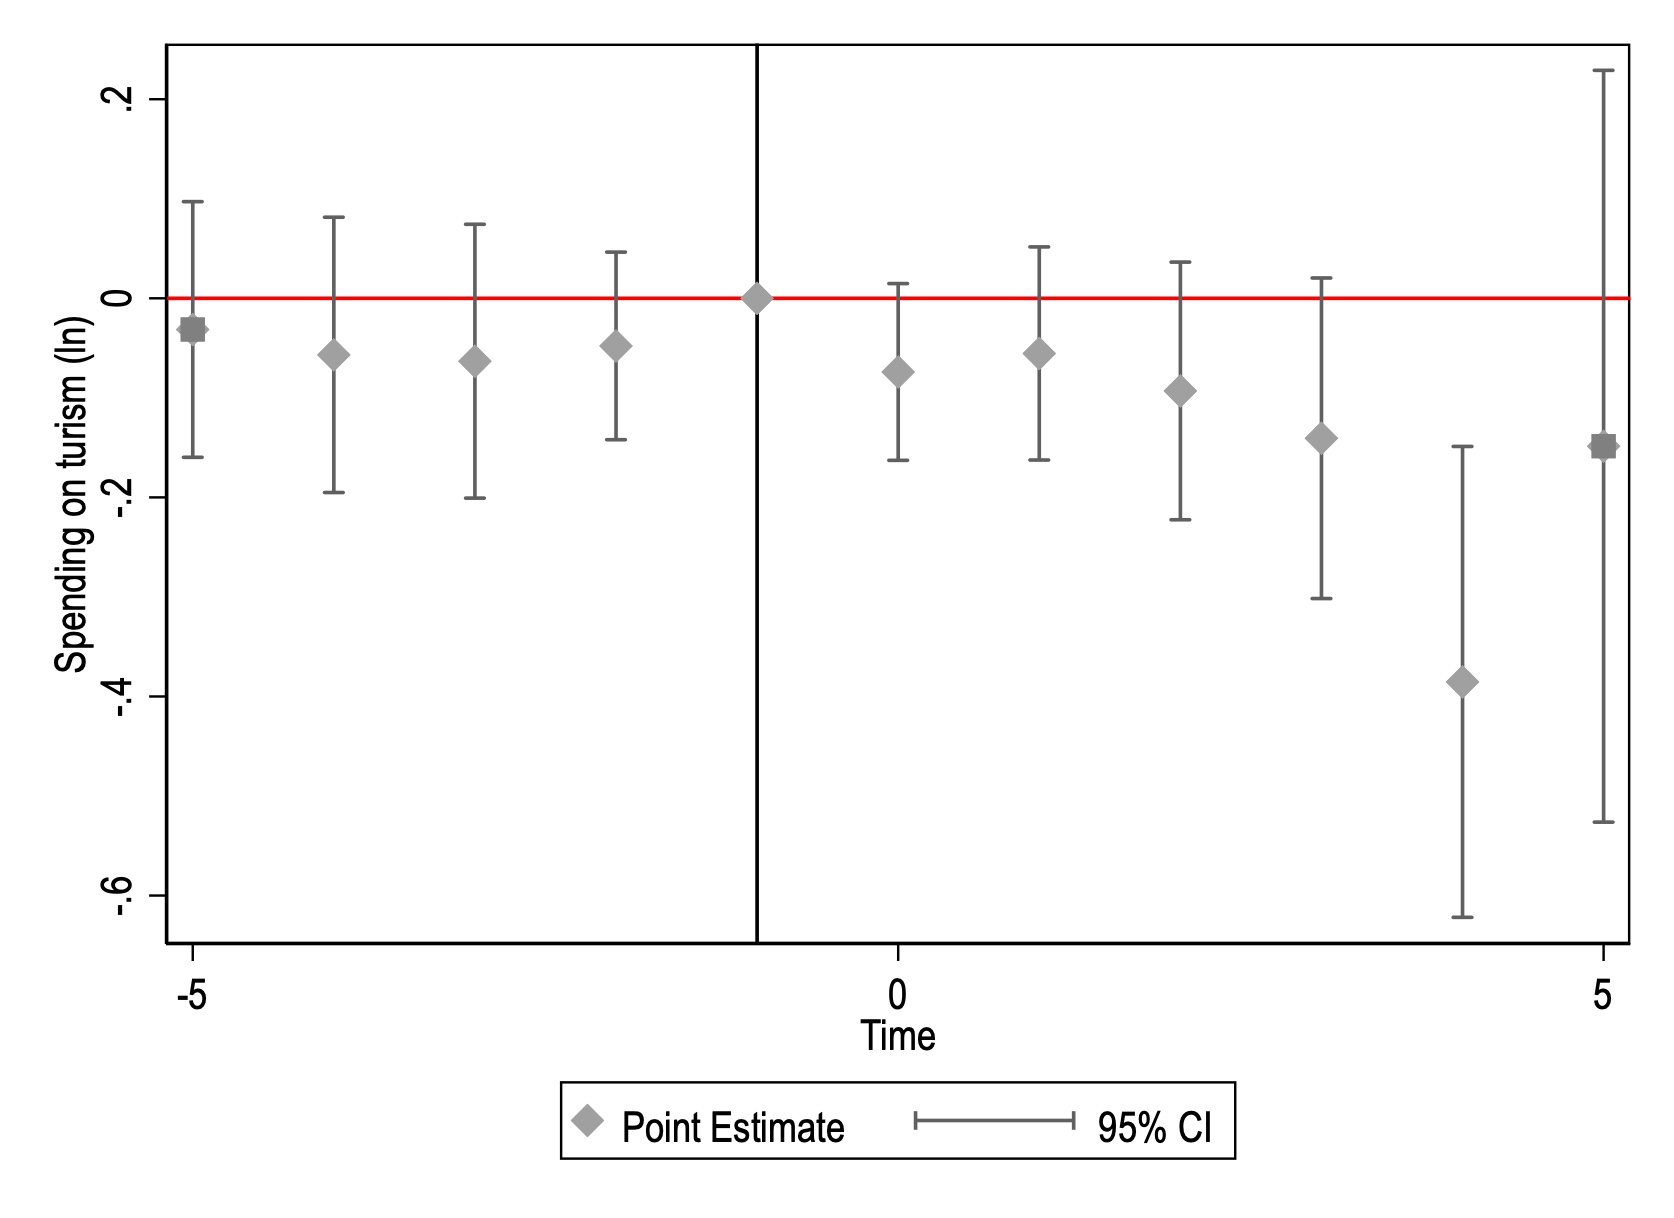 Spending on turism (ln)
.2
0
-.2
-.4
-.6
-5
0
5
Time
Point Estimate
95% CI